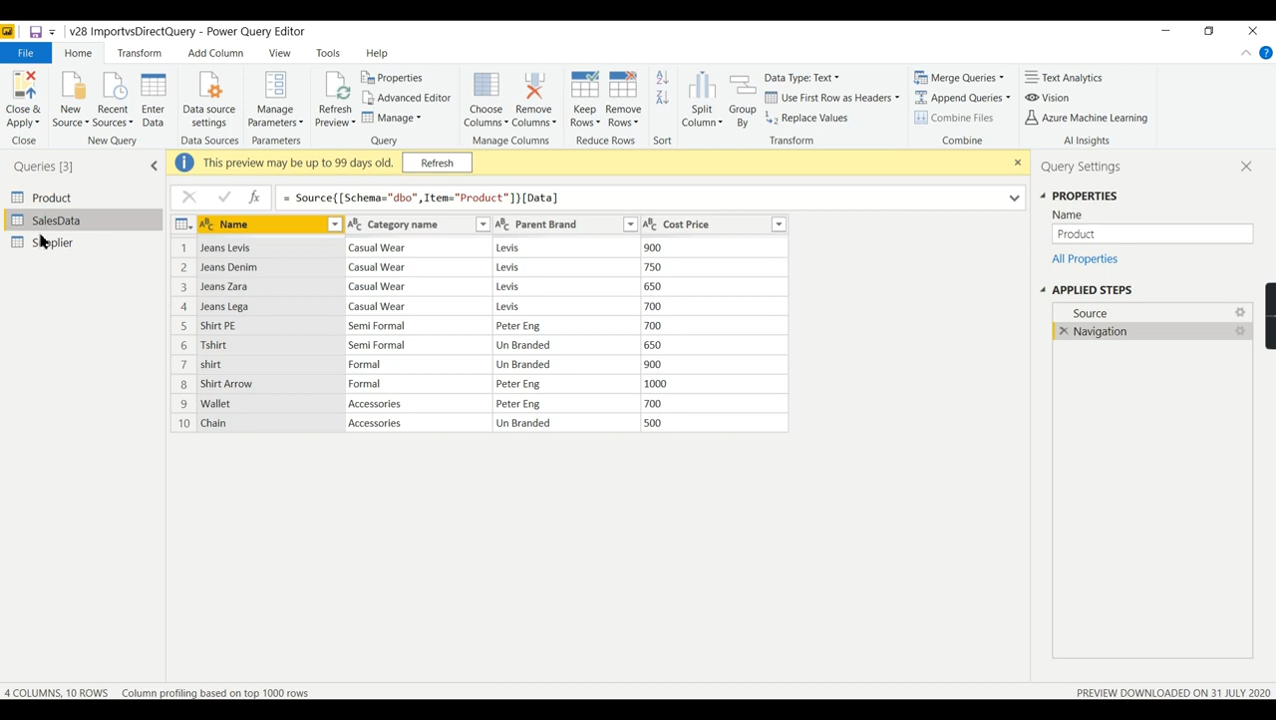 v28 ImportvsDirectQuery - Power Query Editor
File Home Transform Add Column View Tools Help
Close & Apply
Close
New Source
Recent Sources
Enter Data
New Query
Data source settings
Data Sources
Manage Parameters
Parameters
Refresh Preview
Properties
Advanced Editor
Manage
Query
Choose Columns
Remove Columns
Manage Columns
Keep Rows
Remove Rows
Reduce Rows
Sort
Split Column
Group By
Data Type: Text
Use First Row as Headers
Replace Values
Transform
Merge Queries
Append Queries
Combine Files
Combine
Text Analytics
Vision
Azure Machine Learning
AI Insights
Queries [3]
Product
SalesData
Supplier
This preview may be up to 99 days old. Refresh
= Source{[Schema="dbo",Item="Product"]}[Data]
Name Category name Parent Brand Cost Price
1 Jeans Levis Casual Wear Levis 900
2 Jeans Denim Casual Wear Levis 750
3 Jeans Zara Casual Wear Levis 650
4 Jeans Lega Casual Wear Levis 700
5 Shirt PE Semi Formal Peter Eng 700
6 Tshirt Semi Formal Un Branded 650
7 shirt Formal Un Branded 900
8 Shirt Arrow Formal Peter Eng 1000
9 Wallet Accessories Peter Eng 700
10 Chain Accessories Un Branded 500
Query Settings
PROPERTIES
Name
Product
All Properties
APPLIED STEPS
Source
Navigation
4 COLUMNS, 10 ROWS Column profiling based on top 1000 rows
PREVIEW DOWNLOADED ON 31 JULY 2020